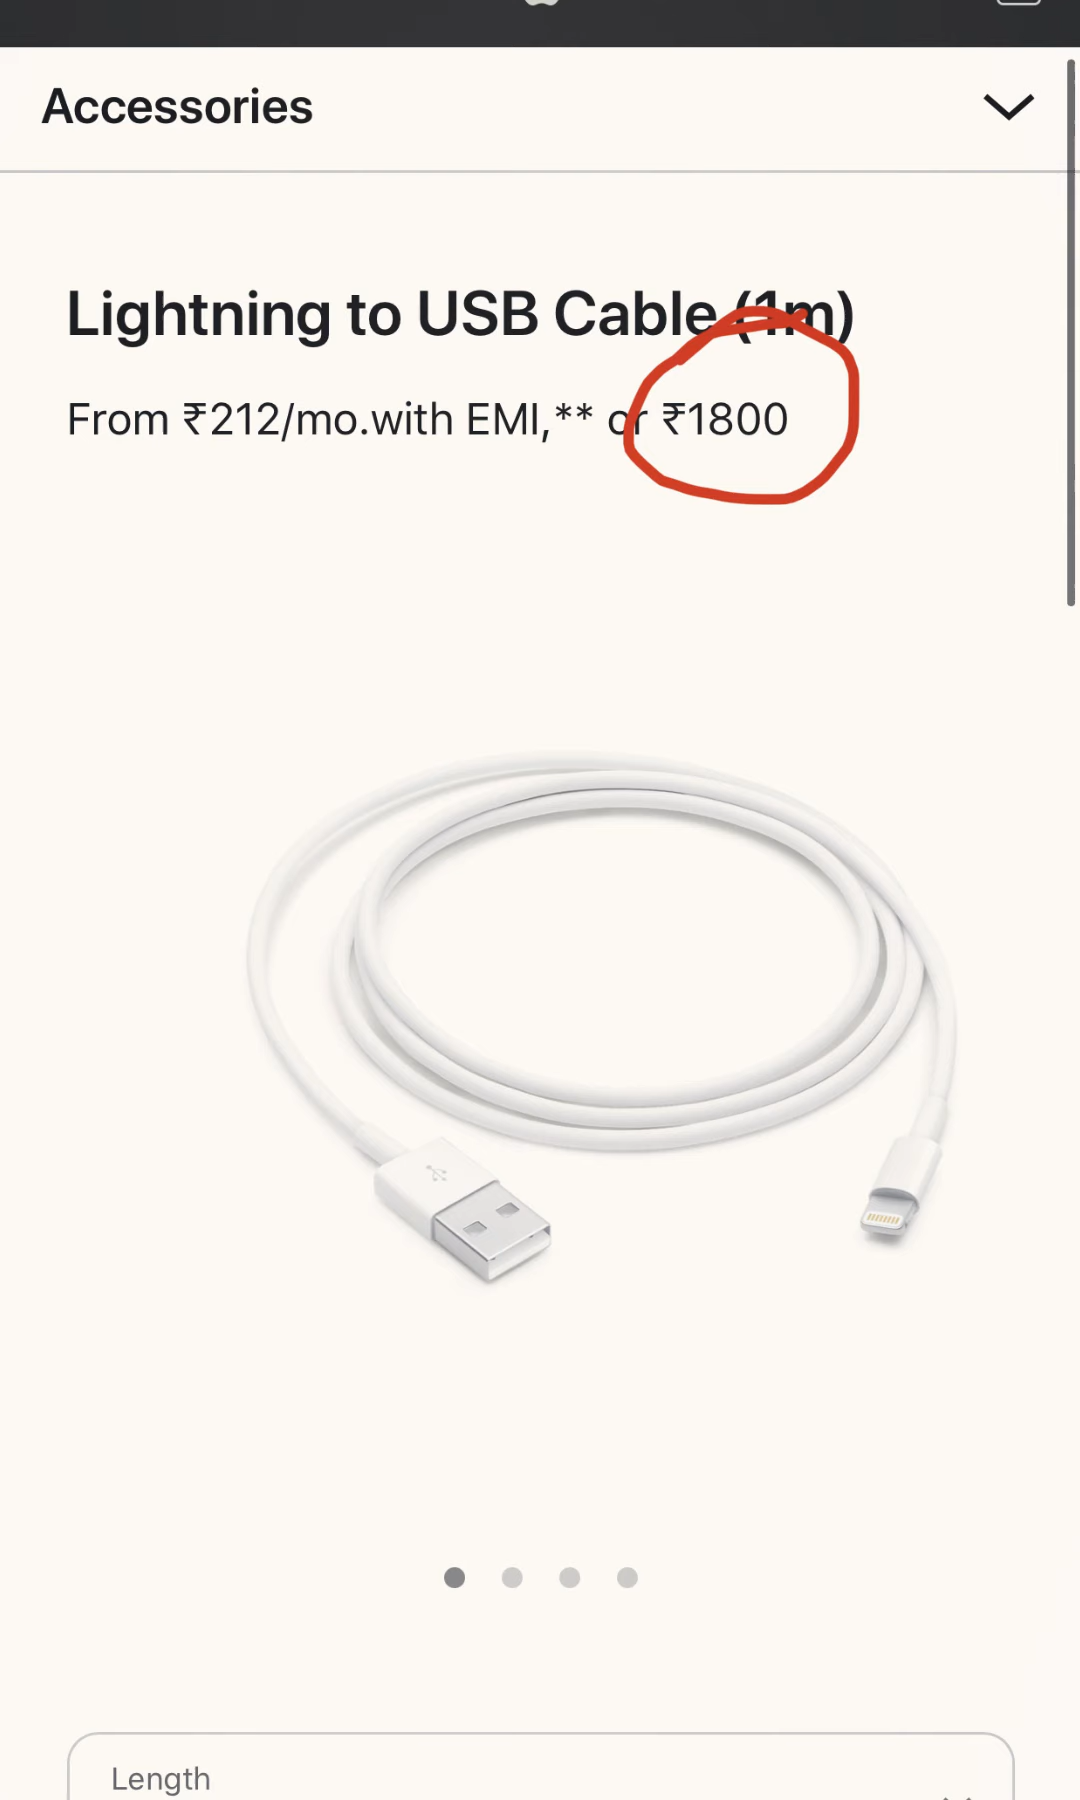 Accessories
Lightning to USB Cable (1m)
From ₹212/mo.with EMI,** or ₹1800
Length